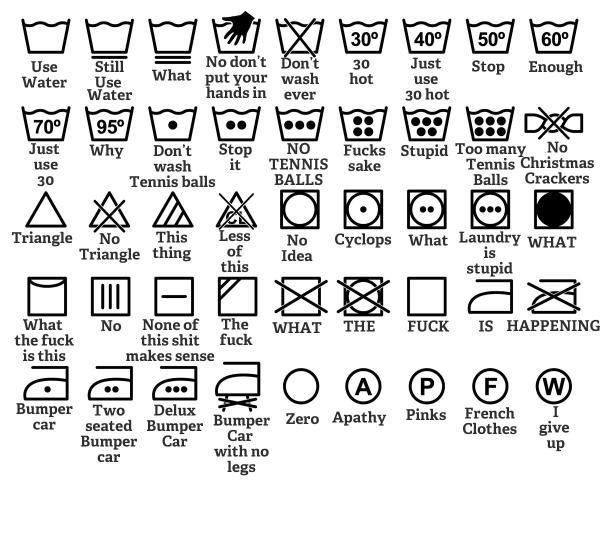 Use
Water
Still
Use
Water
What
No don't
put your
hands in
Don't
wash
ever
30º
30
hot
40º
Just
use
30 hot
50º
Stop
60º
Enough
70º
Just
use
30
95º
Why
Don't
wash
Tennis balls
Stop
it
NO
TENNIS
BALLS
Fucks
sake
Stupid
Too many
Tennis
Balls
No
Christmas
Crackers
Triangle
No
Triangle
This
thing
CL
Less
of
this
No
Idea
Cyclops
What
Laundry
is
stupid
WHAT
What
the fuck
is this
No
None of
this shit
makes sense
The
fuck
WHAT
THE
FUCK
IS
HAPPENING
Bumper
car
Two
seated
Bumper
car
Delux
Bumper
Car
Bumper
Car
with no
legs
Zero
A
Apathy
P
Pinks
F
French
Clothes
W
I
give
up